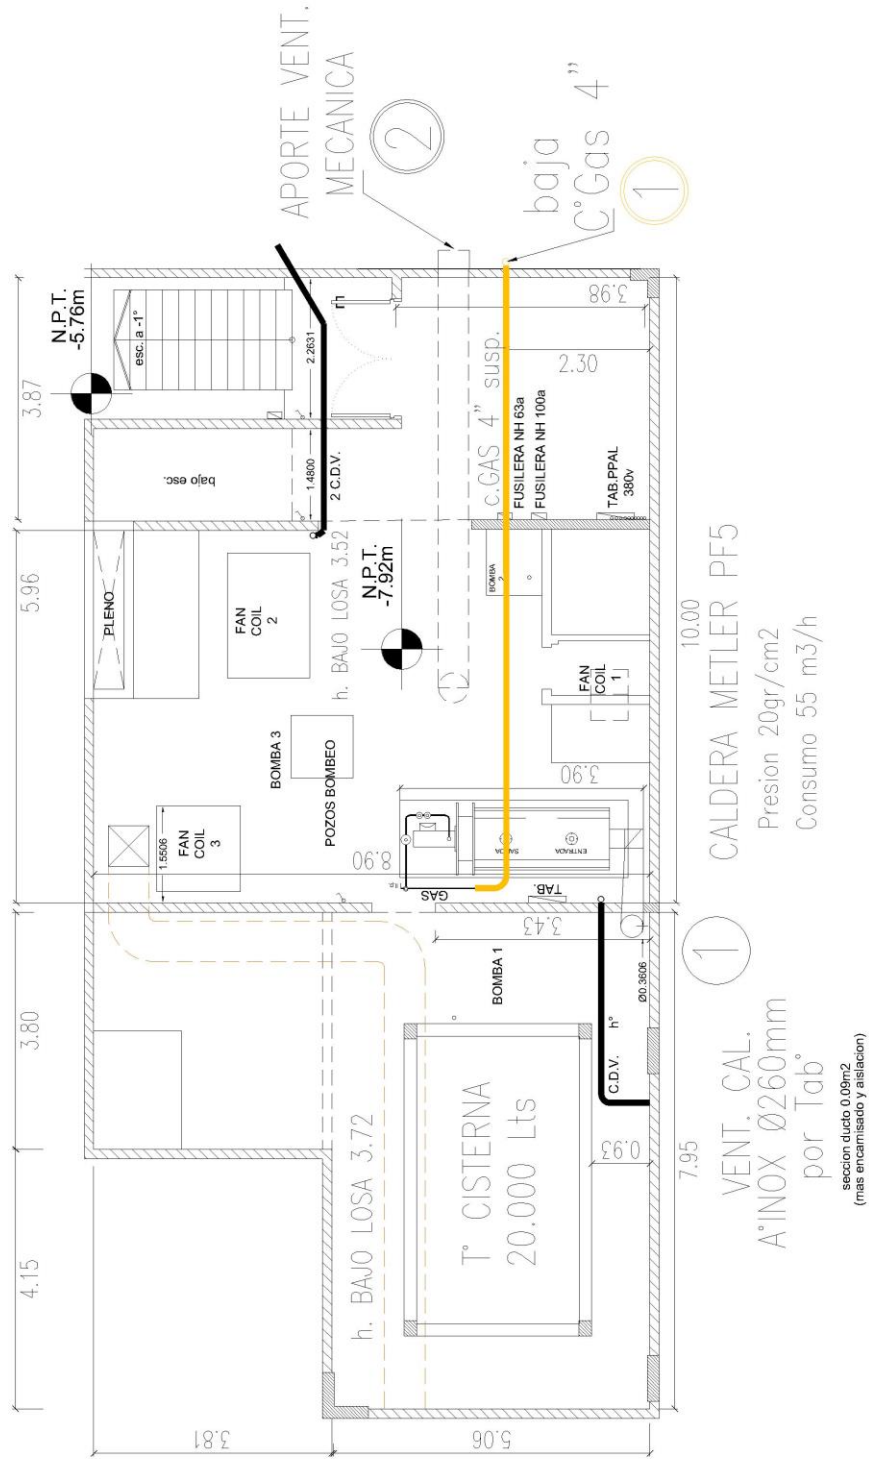 APORTE VENT.
MECANICA
2
baja
C°Gas 4"
1
N.P.T.
-5.76m
esc. a -1°
3.87
2.2631
3.98
2.30
bajo esc.
1.4800
2 C.D.V.
c.GAS 4" susp.
FUSILERA NH 63a
FUSILERA NH 100a
TAB.PPAL
380v
5.96
PLENO
FAN
COIL
2
h. BAJO LOSA 3.52
N.P.T.
-7.92m
BOMBA
2
FAN
COIL
1
10.00
BOMBA 3
POZOS BOMBEO
FAN
COIL
3
1.5506
8.90
3.90
SALIDA
ENTRADA
GAS
TAB.
CALDERA METLER PF5
Presion 20gr/cm2
Consumo 55 m3/h
3.80
3.43
BOMBA 1
Ø0.3606
C.D.V. h°
1
VENT. CAL.
A°INOX Ø260mm
por Tab°
seccion ducto 0.09m2
(mas encamisado y aislacion)
4.15
h. BAJO LOSA 3.72
T° CISTERNA
20.000 Lts
0.93
7.95
3.81
5.06